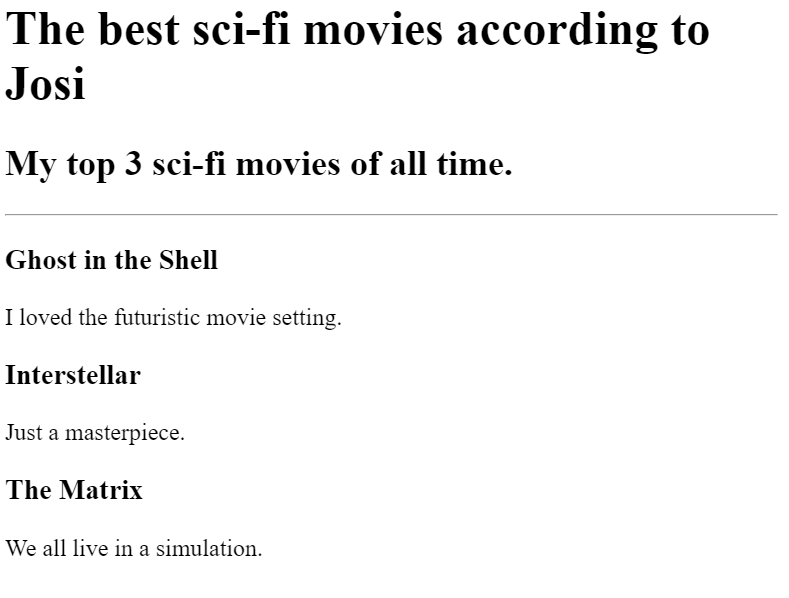 The best sci-fi movies according to
Josi
My top 3 sci-fi movies of all time.
Ghost in the Shell
I loved the futuristic movie setting.
Interstellar
Just a masterpiece.
The Matrix
We all live in a simulation.